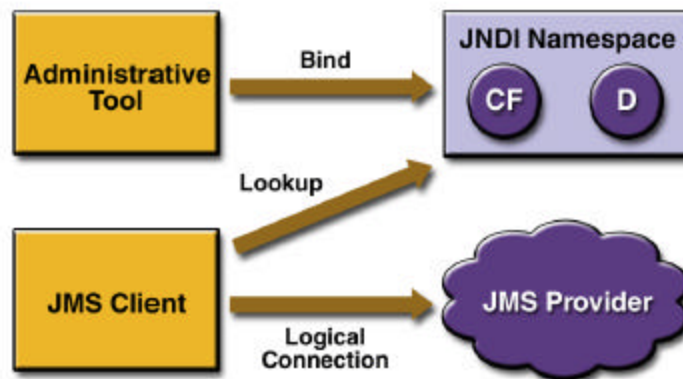 Administrative
Tool
Bind
JNDI Namespace
CF
D
Lookup
JMS Client
Logical
Connection
JMS Provider